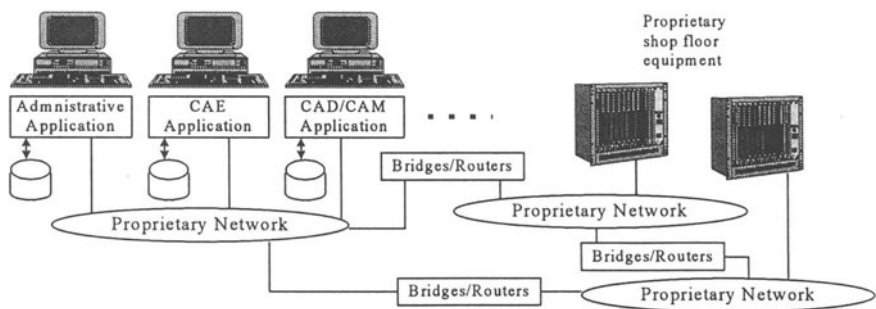 Proprietary
shop floor
equipment
Admnistrative
Application
CAE
Application
CAD/CAM
Application
Bridges/Routers
Proprietary Network
Proprietary Network
Bridges/Routers
Bridges/Routers
Proprietary Network